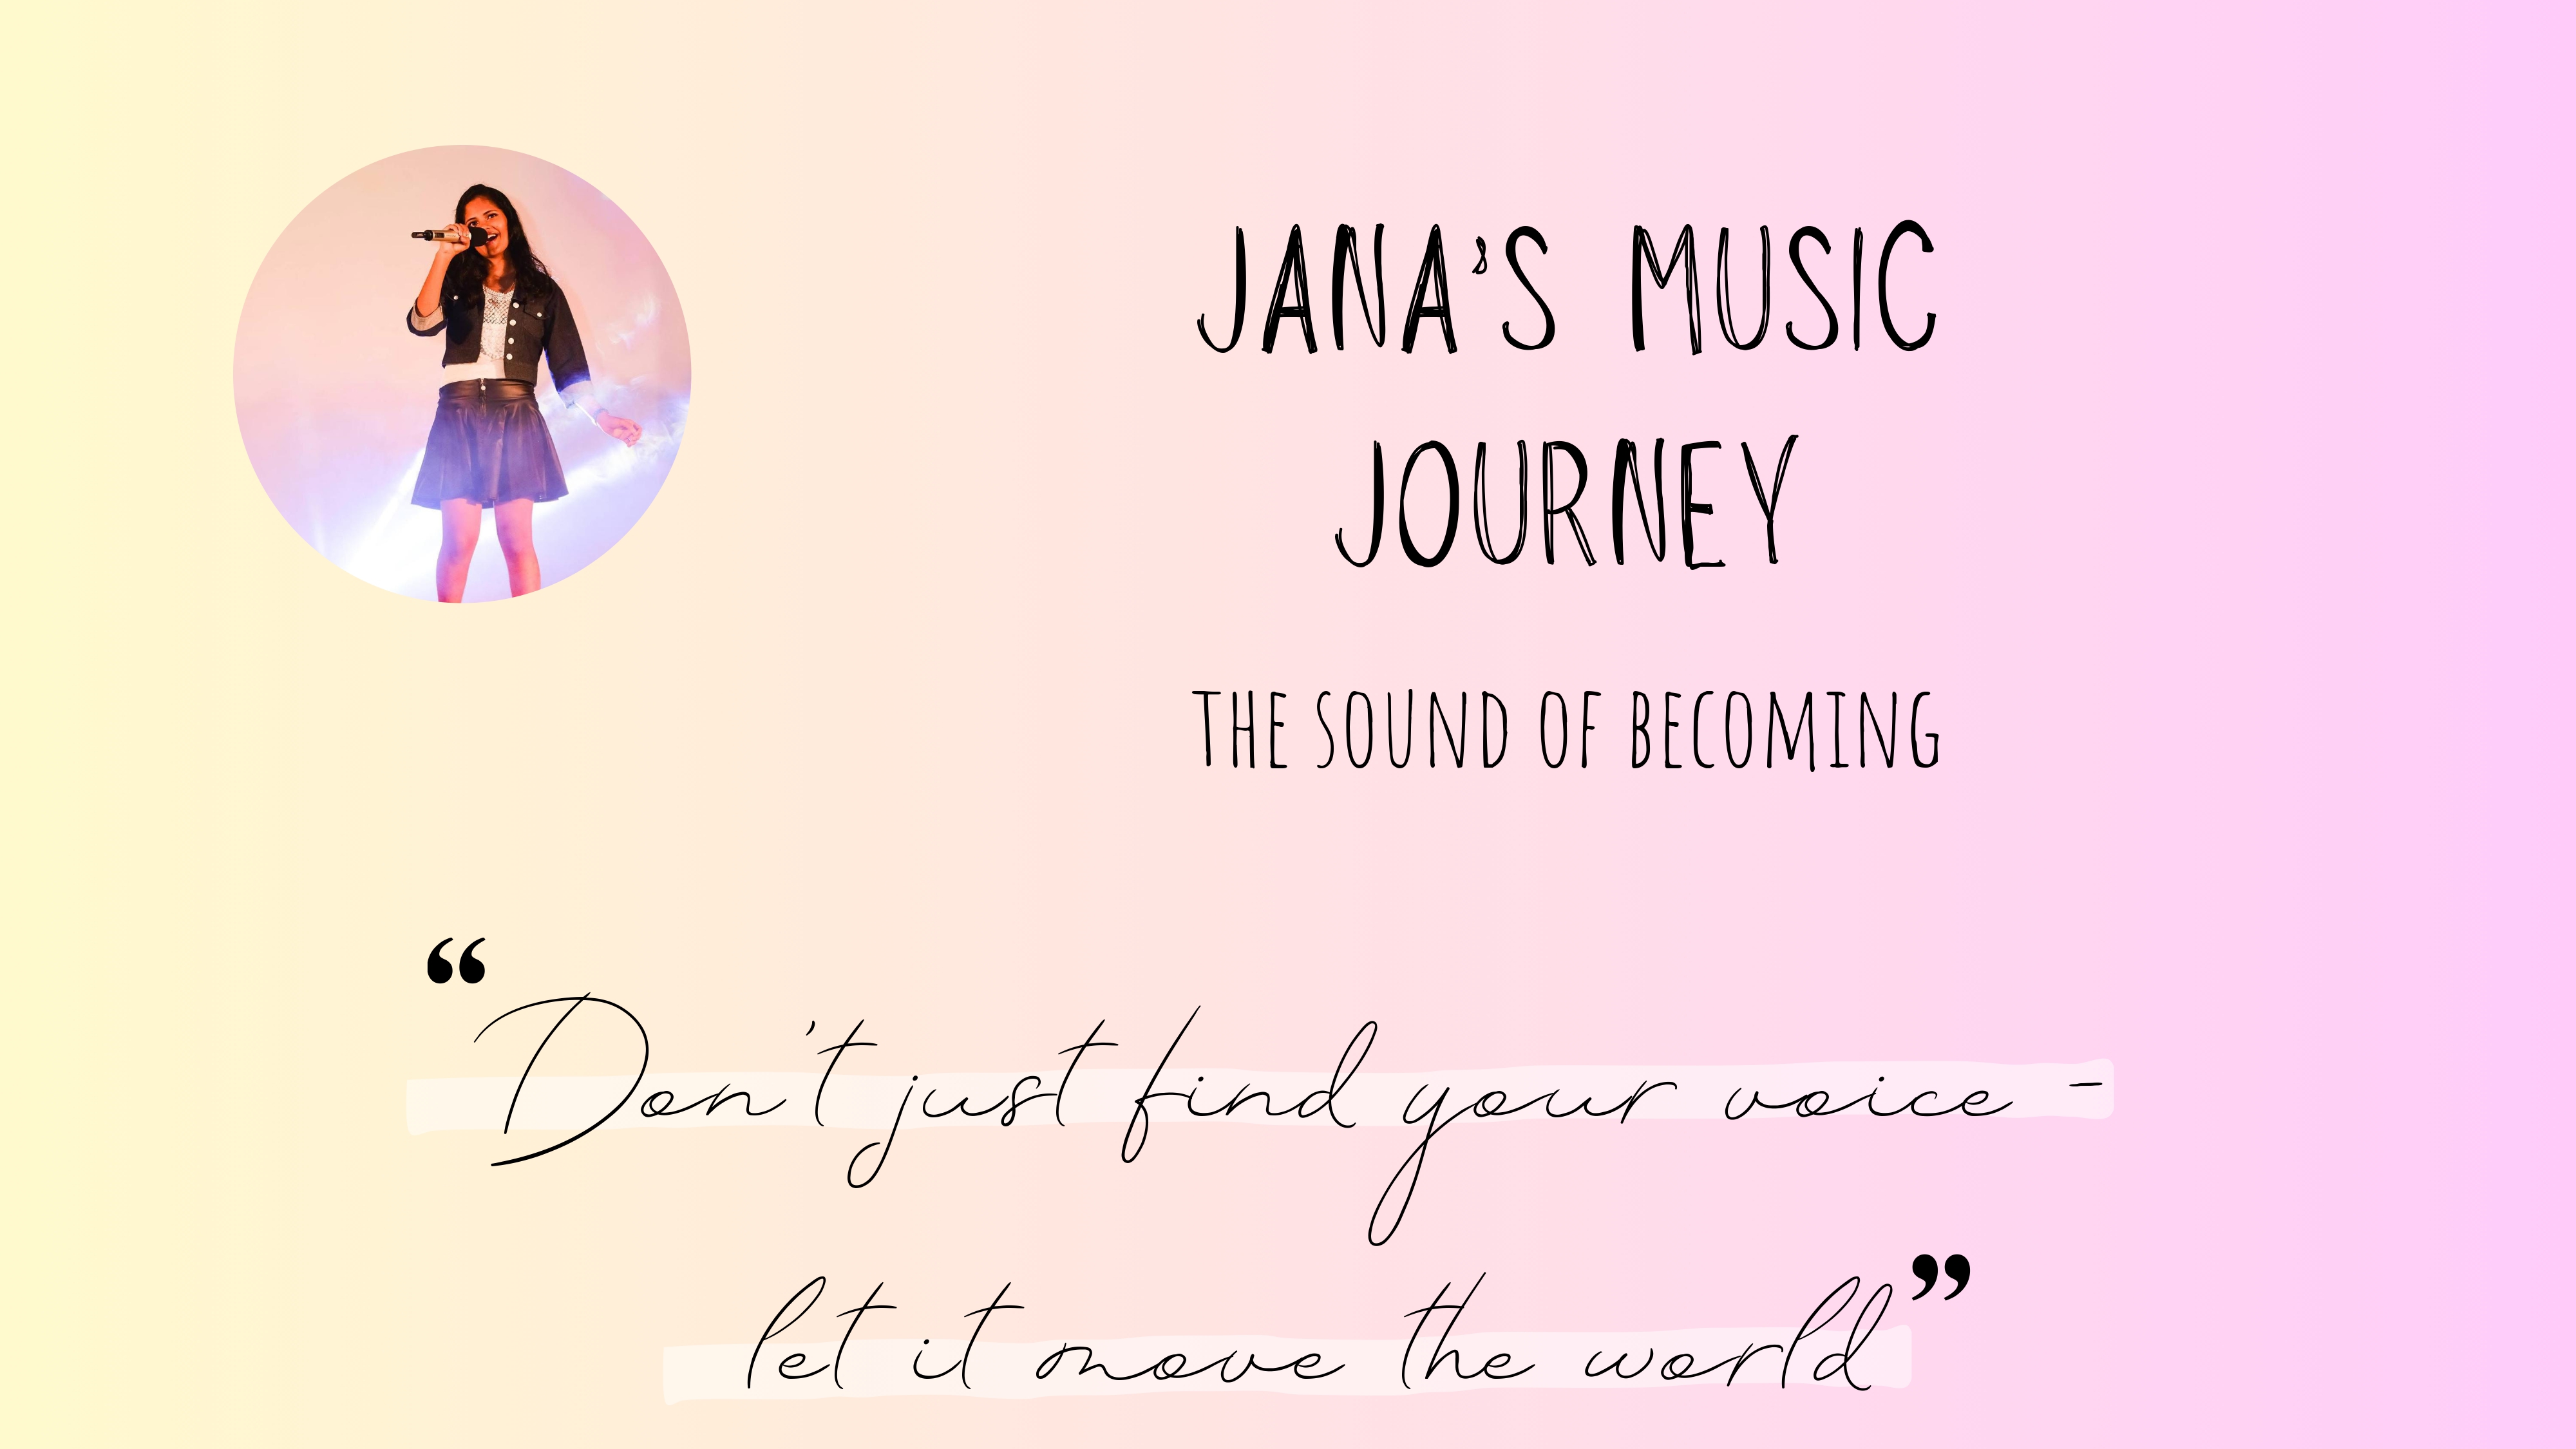 JANA'S MUSIC
JOURNEY
THE SOUND OF BECOMING
“Don't just find your voice -
let it move the world”